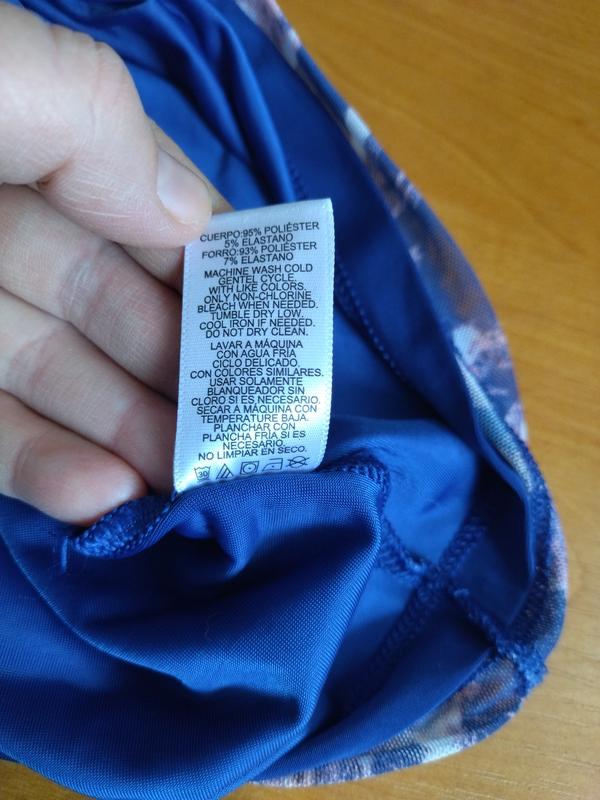 CUERPO:95% POLIÉSTER
5% ELASTANO
FORRO:93% POLIÉSTER
7% ELASTANO
MACHINE WASH COLD
GENTEL CYCLE.
WITH LIKE COLORS.
ONLY NON-CHLORINE
BLEACH WHEN NEEDED.
TUMBLE DRY LOW.
COOL IRON IF NEEDED.
DO NOT DRY CLEAN.
LAVAR A MÁQUINA
CON AGUA FRÍA
CICLO DELICADO.
CON COLORES SIMILARES.
USAR SOLAMENTE
BLANQUEADOR SIN
CLORO SI ES NECESARIO.
SECAR A MÁQUINA CON
TEMPERATURE BAJA.
PLANCHAR CON
PLANCHA FRÍA SI ES
NECESARIO.
NO LIMPIAR EN SECO.
30